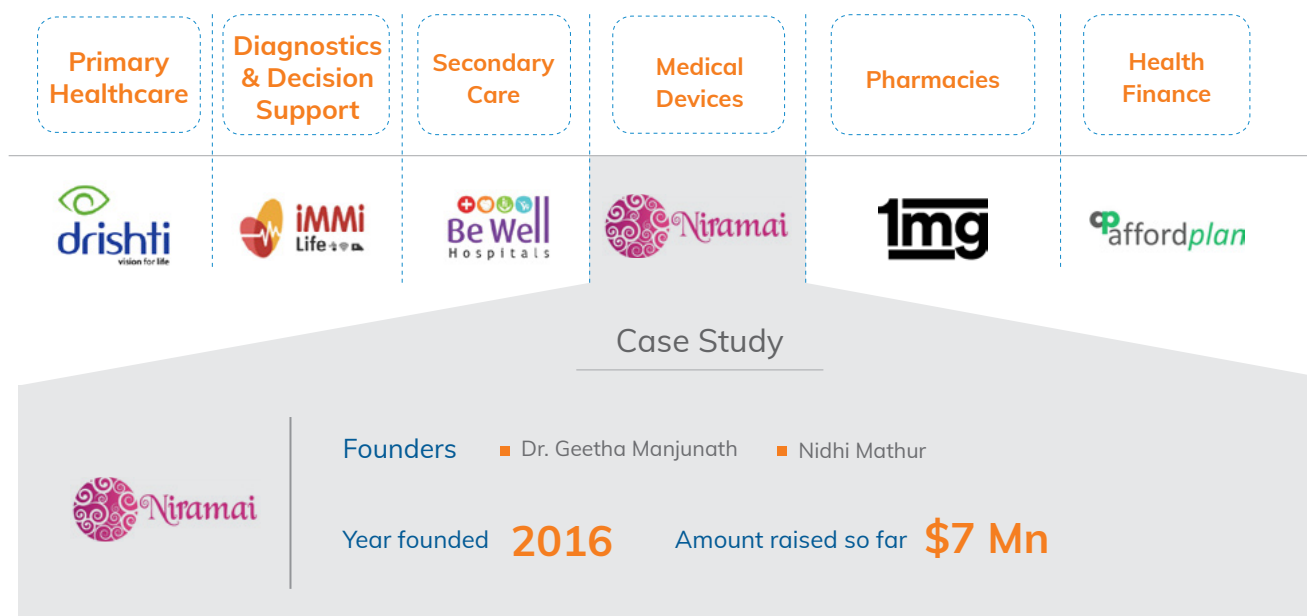 Primary
Healthcare
Diagnostics
& Decision
Support
Secondary
Care
Medical
Devices
Pharmacies
Health
Finance
drishti
vision for life
iMMi
Life
Be Well
Hospitals
Niramai
1mg
affordplan
Case Study
Niramai
Founders
Dr. Geetha Manjunath
Nidhi Mathur
Year founded 2016
Amount raised so far $7 Mn